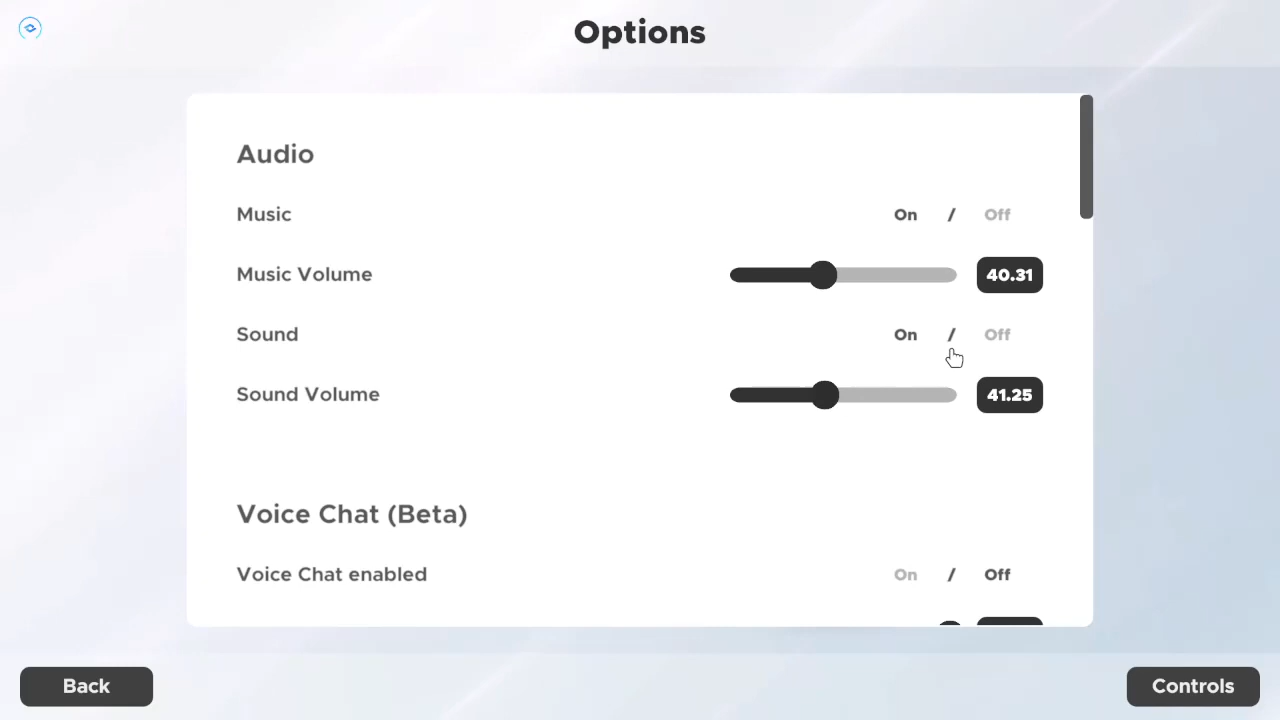 Options
Audio
Music On / Off
Music Volume 40.31
Sound On / Off
Sound Volume 41.25
Voice Chat (Beta)
Voice Chat enabled On / Off
Back Controls